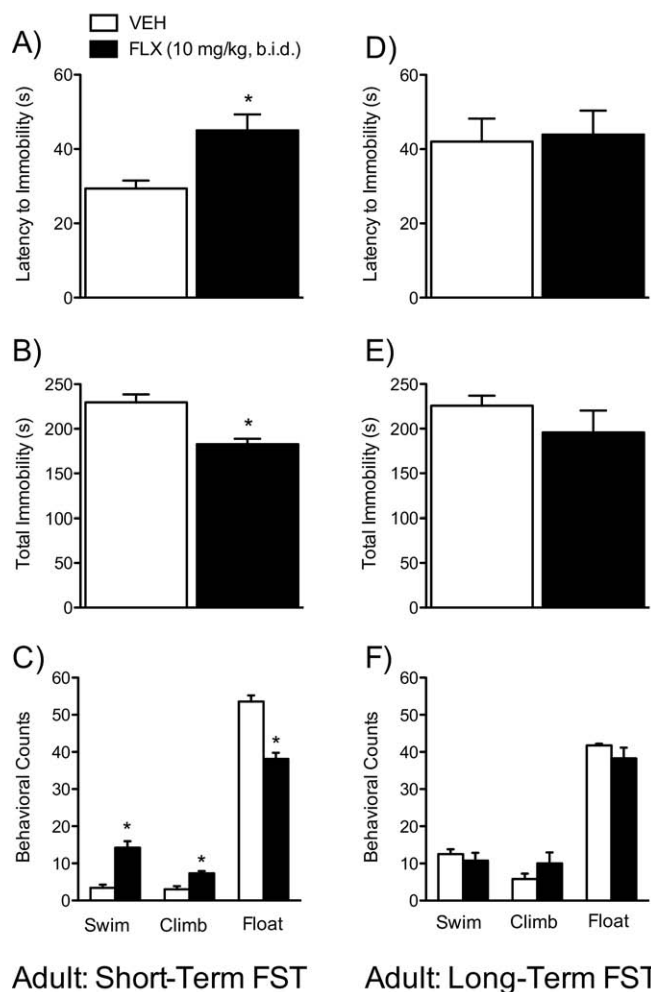 VEH
FLX (10 mg/kg, b.i.d.)
A)
Latency to Immobility (s)
60
40
20
0
*
D)
Latency to Immobility (s)
60
40
20
0
B)
Total Immobility (s)
250
200
150
100
50
0
*
E)
Total Immobility (s)
250
200
150
100
50
0
C)
Behavioral Counts
60
50
40
30
20
10
0
*
*
*
Swim Climb Float
F)
Behavioral Counts
60
50
40
30
20
10
0
Swim Climb Float
Adult: Short-Term FST
Adult: Long-Term FST